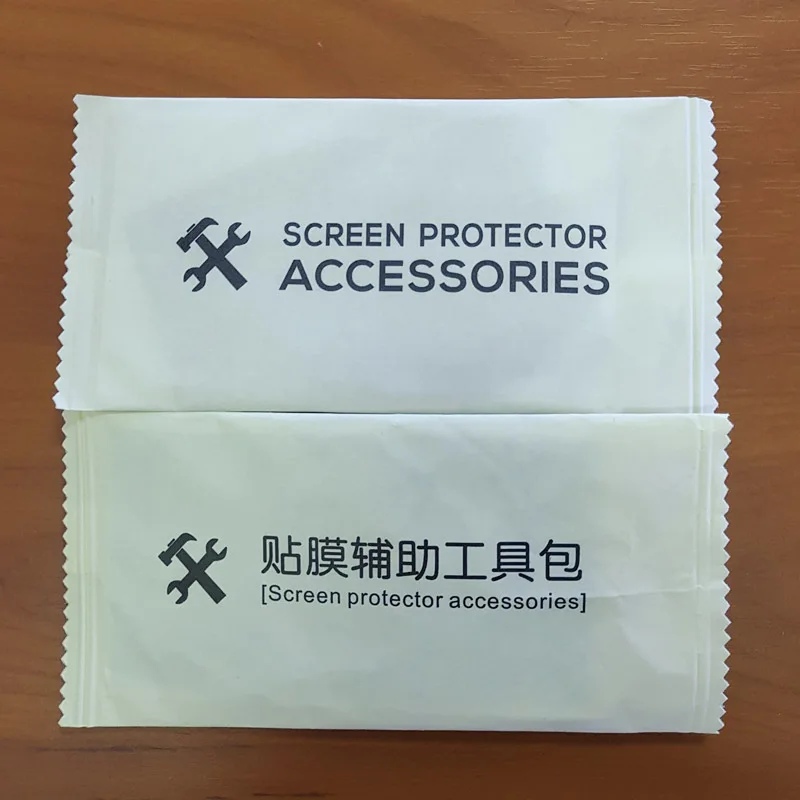 SCREEN PROTECTOR
ACCESSORIES
贴膜辅助工具包
[Screen protector accessories]